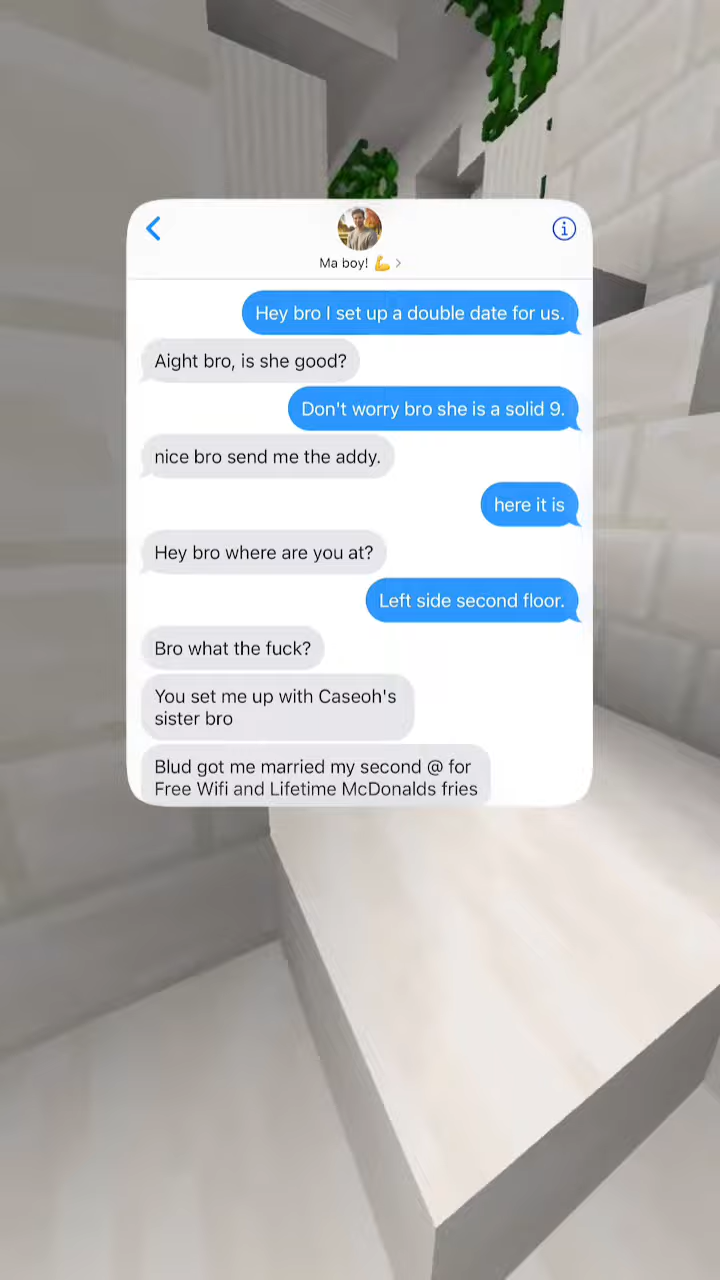 Ma boy! 💪
Hey bro I set up a double date for us.
Aight bro, is she good?
Don't worry bro she is a solid 9.
nice bro send me the addy.
here it is
Hey bro where are you at?
Left side second floor.
Bro what the fuck?
You set me up with Caseoh's
sister bro
Blud got me married my second @ for
Free Wifi and Lifetime McDonalds fries